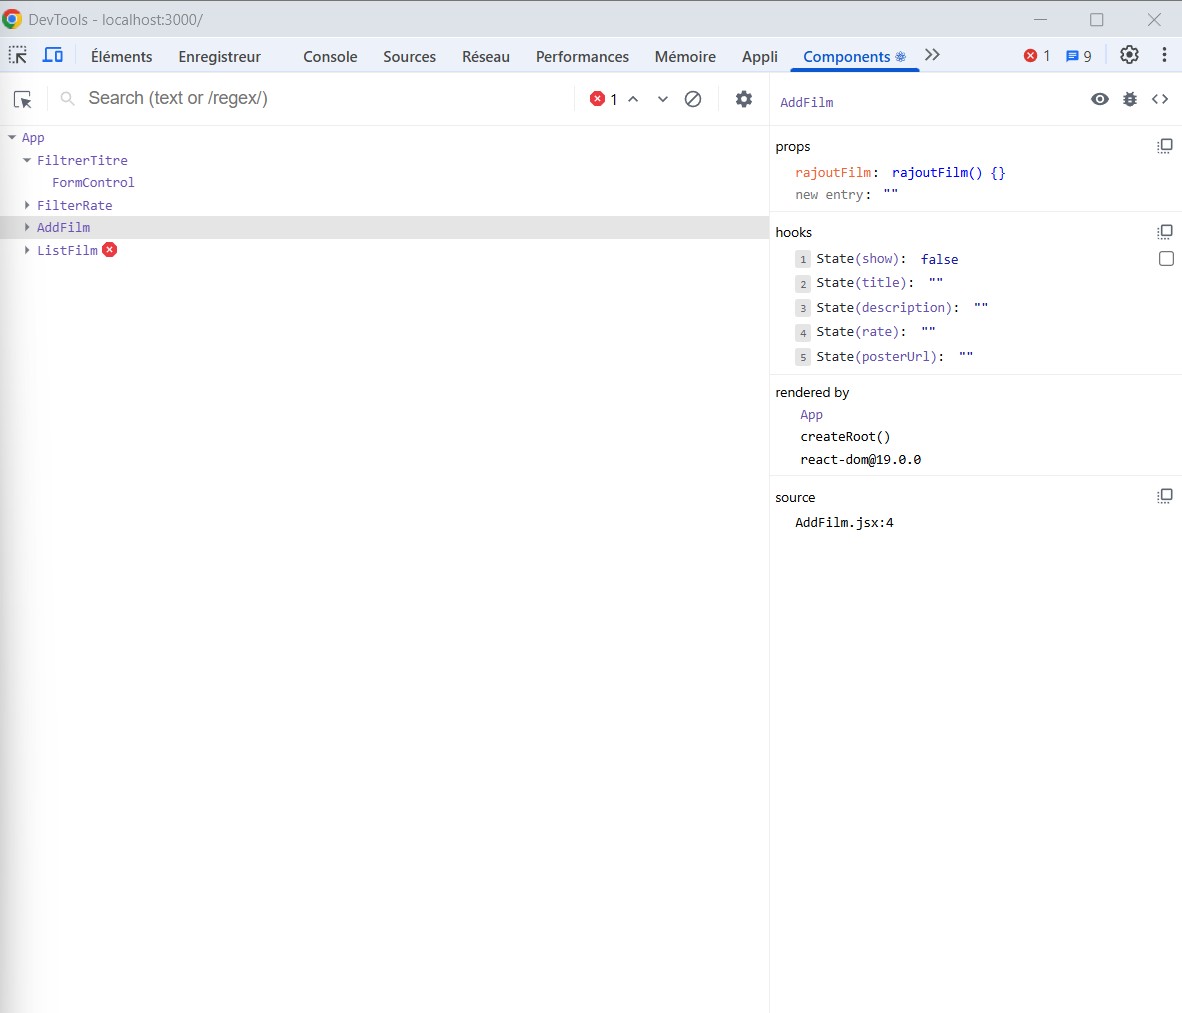 DevTools - localhost:3000/
Éléments Enregistreur Console Sources Réseau Performances Mémoire Appli Components 1 9
Search (text or /regex/) 1
App
FiltrerTitre
FormControl
FilterRate
AddFilm
ListFilm
AddFilm
props
rajoutFilm: rajoutFilm() {}
new entry: ""
hooks
1 State(show): false
2 State(title): ""
3 State(description): ""
4 State(rate): ""
5 State(posterUrl): ""
rendered by
App
createRoot()
react-dom@19.0.0
source
AddFilm.jsx:4